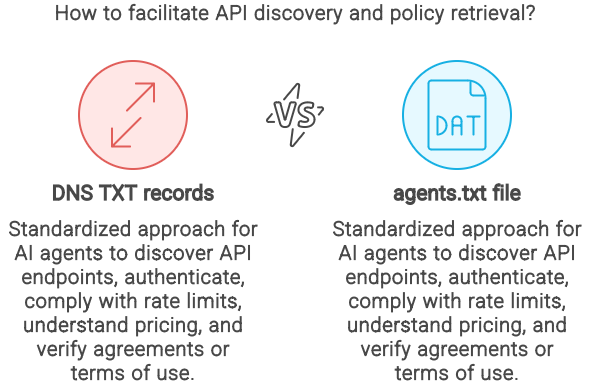 How to facilitate API discovery and policy retrieval?
VS
DAT
DNS TXT records
Standardized approach for
AI agents to discover API
endpoints, authenticate,
comply with rate limits,
understand pricing, and
verify agreements or
terms of use.
agents.txt file
Standardized approach for
AI agents to discover API
endpoints, authenticate,
comply with rate limits,
understand pricing, and
verify agreements or
terms of use.